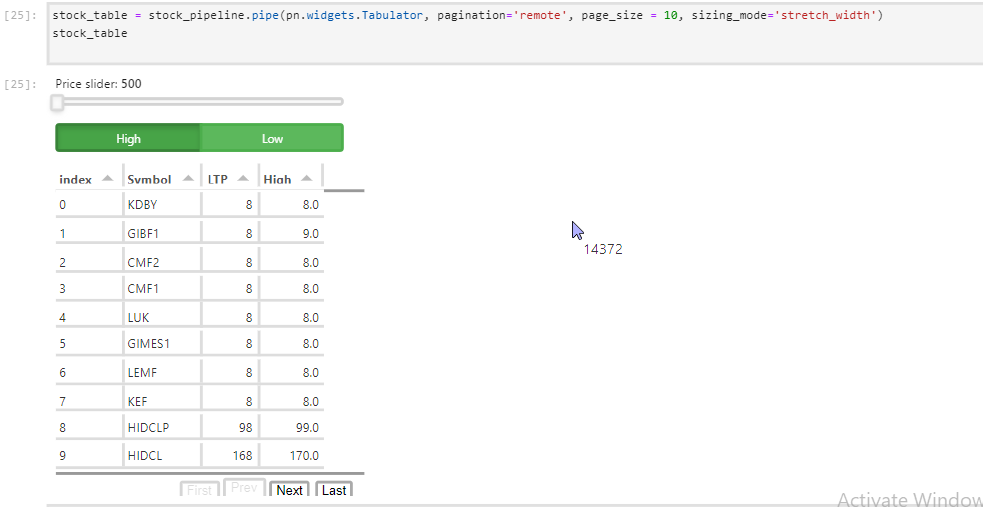 [25]: stock_table = stock_pipeline.pipe(pn.widgets.Tabulator, pagination='remote', page_size = 10, sizing_mode='stretch_width')
stock_table
[25]: Price slider: 500
High Low
index Symbol LTP High
0 KDBY 8 8.0
1 GIBF1 8 9.0
2 CMF2 8 8.0
3 CMF1 8 8.0
4 LUK 8 8.0
5 GIMES1 8 8.0
6 LEMF 8 8.0
7 KEF 8 8.0
8 HIDCLP 98 99.0
9 HIDCL 168 170.0
First Prev Next Last
14372
Activate Window